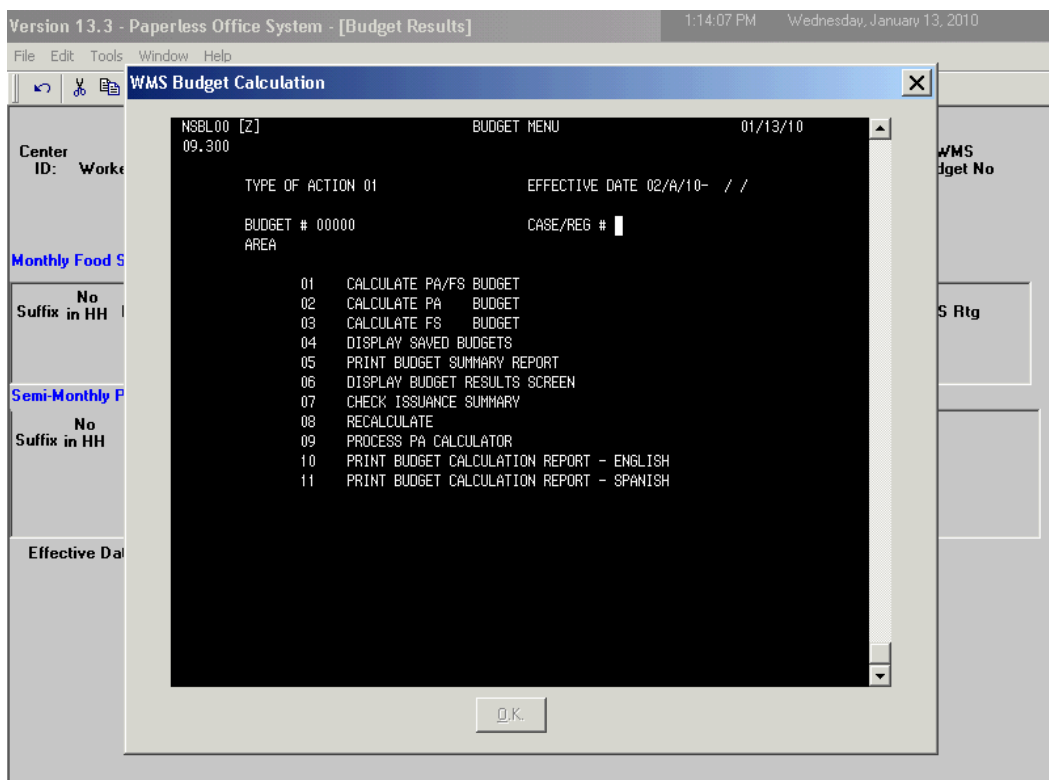 Version 13.3 - Paperless Office System - [Budget Results] 1:14:07 PM Wednesday, January 13, 2010
File Edit Tools Window Help
WMS Budget Calculation
NSBL00 [Z] BUDGET MENU 01/13/10
09.300
Center
ID:
WMS
TYPE OF ACTION 01 EFFECTIVE DATE 02/A/10- / /
BUDGET # 00000 CASE/REG #
AREA
Monthly Food
01 CALCULATE PA/FS BUDGET
02 CALCULATE PA BUDGET
03 CALCULATE FS BUDGET
04 DISPLAY SAVED BUDGETS
05 PRINT BUDGET SUMMARY REPORT
06 DISPLAY BUDGET RESULTS SCREEN
07 CHECK ISSUANCE SUMMARY
08 RECALCULATE
09 PROCESS PA CALCULATOR
10 PRINT BUDGET CALCULATION REPORT - ENGLISH
11 PRINT BUDGET CALCULATION REPORT - SPANISH
No
Suffix in HH
S Rtg
Semi-Monthly P
No
Suffix in HH
Effective Da
O.K.